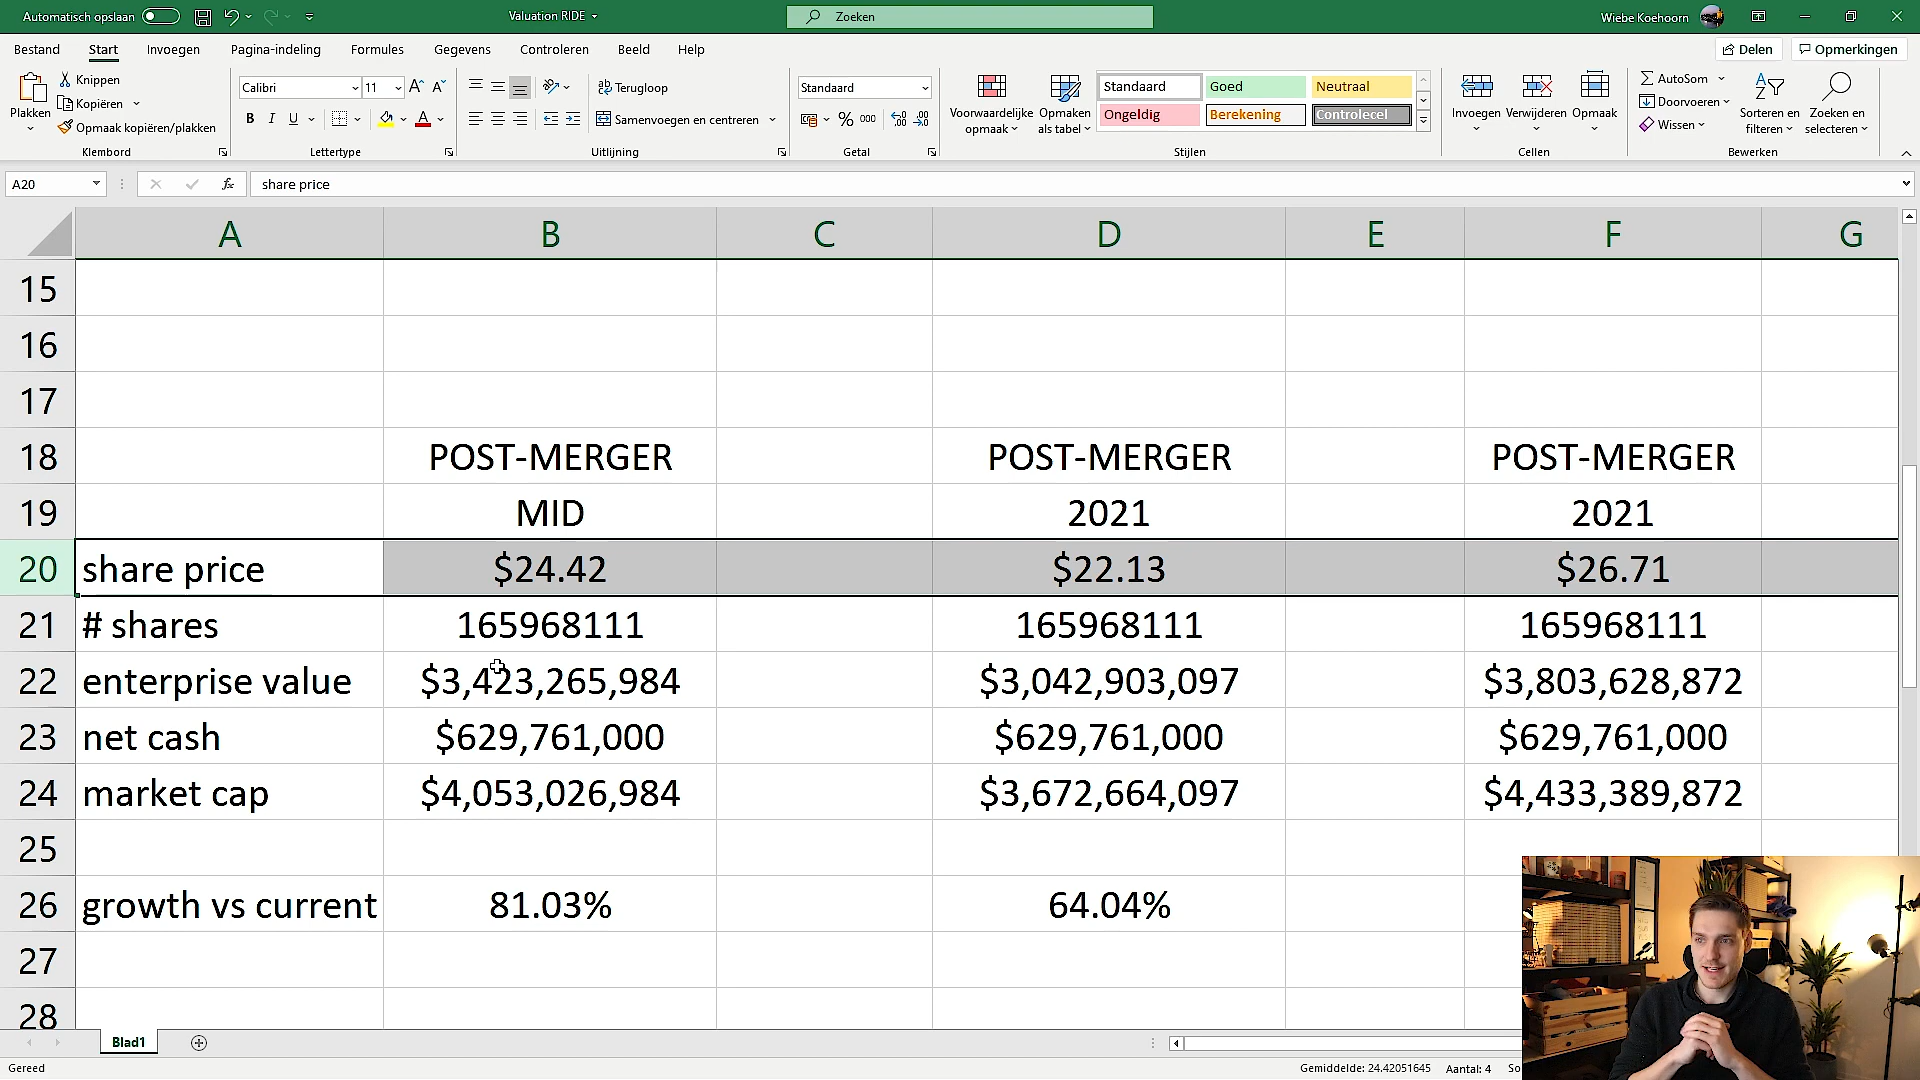 Automatisch opslaan
Valuation RIDE
Zoeken
Wiebe Koehoorn
Bestand Start Invoegen Pagina-indeling Formules Gegevens Controleren Beeld Help
Delen Opmerkingen
Plakken
Knippen
Kopiëren
Opmaak kopiëren/plakken
Klembord
Calibri 11
B I U
Lettertype
Terugloop
Samenvoegen en centreren
Uitlijning
Standaard
% 000
Getal
Voorwaardelijke opmaak
Opmaken als tabel
Standaard Goed Neutraal
Ongeldig Berekening Controlecel
Stijlen
Invoegen Verwijderen Opmaak
Cellen
AutoSom
Doorvoeren
Wissen
Sorteren en filteren
Zoeken en selecteren
Bewerken
A20 fx share price
A B C D E F G
15
16
17
18 POST-MERGER POST-MERGER POST-MERGER
19 MID 2021 2021
20 share price $24.42 $22.13 $26.71
21 # shares 165968111 165968111 165968111
22 enterprise value $3,423,265,984 $3,042,903,097 $3,803,628,872
23 net cash $629,761,000 $629,761,000 $629,761,000
24 market cap $4,053,026,984 $3,672,664,097 $4,433,389,872
25
26 growth vs current 81.03% 64.04%
27
28
Blad1
Gereed
Gemiddelde: 24.42051645 Aantal: 4 So